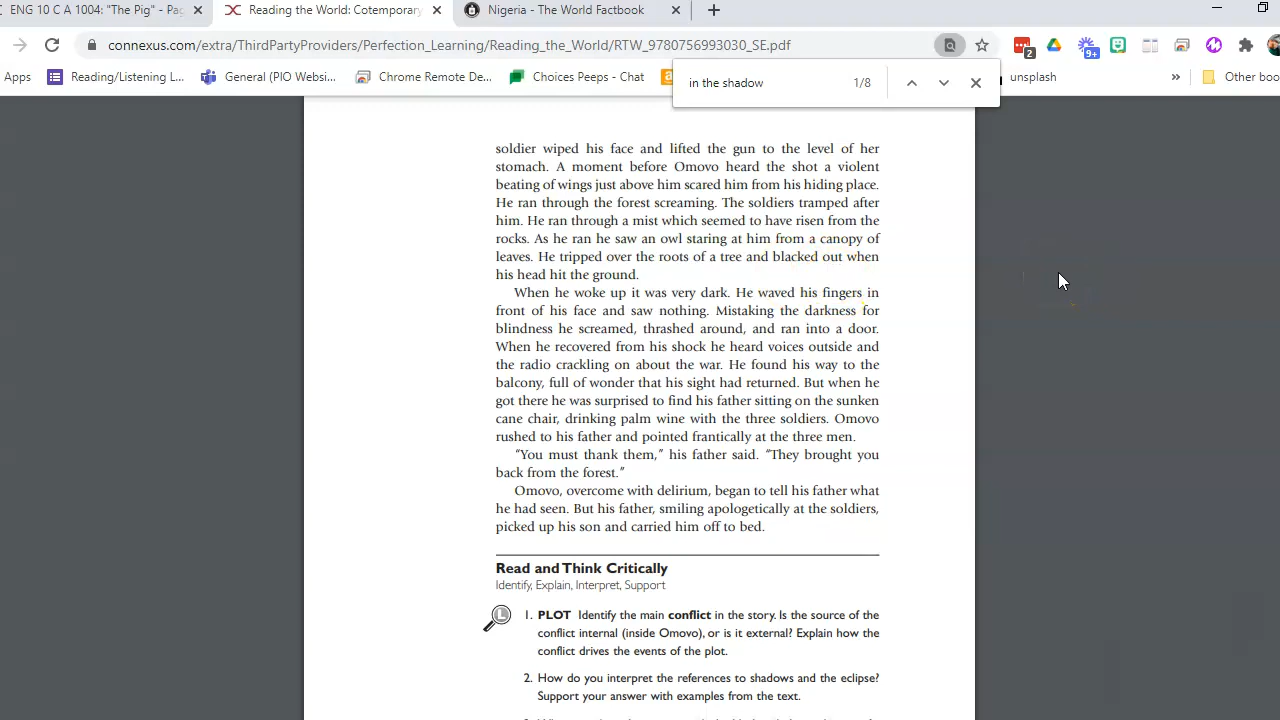 ENG 10 C A 1004: "The Pig" - Pa
Reading the World: Cotemporary
Nigeria - The World Factbook
connexus.com/extra/ThirdPartyProvider/Perfection_Learning/Reading_the_World/RTW_9780756993030_SE.pdf
2
9+
Apps
Reading/Listening L...
General (PIO Websi...
Chrome Remote De...
Choices Peeps - Chat
unsplash
»
Other boo
in the shadow
1/8
soldier wiped his face and lifted the gun to the level of her
stomach. A moment before Omovo heard the shot a violent
beating of wings just above him scared him from his hiding place.
He ran through the forest screaming. The soldiers tramped after
him. He ran through a mist which seemed to have risen from the
rocks. As he ran he saw an owl staring at him from a canopy of
leaves. He tripped over the roots of a tree and blacked out when
his head hit the ground.
When he woke up it was very dark. He waved his fingers in
front of his face and saw nothing. Mistaking the darkness for
blindness he screamed, thrashed around, and ran into a door.
When he recovered from his shock he heard voices outside and
the radio crackling on about the war. He found his way to the
balcony, full of wonder that his sight had returned. But when he
got there he was surprised to find his father sitting on the sunken
cane chair, drinking palm wine with the three soldiers. Omovo
rushed to his father and pointed frantically at the three men.
“You must thank them,” his father said. “They brought you
back from the forest.”
Omovo, overcome with delirium, began to tell his father what
he had seen. But his father, smiling apologetically at the soldiers,
picked up his son and carried him off to bed.
Read and Think Critically
Identify, Explain, Interpret, Support
L
1. PLOT Identify the main conflict in the story. Is the source of the
conflict internal (inside Omovo), or is it external? Explain how the
conflict drives the events of the plot.
2. How do you interpret the references to shadows and the eclipse?
Support your answer with examples from the text.